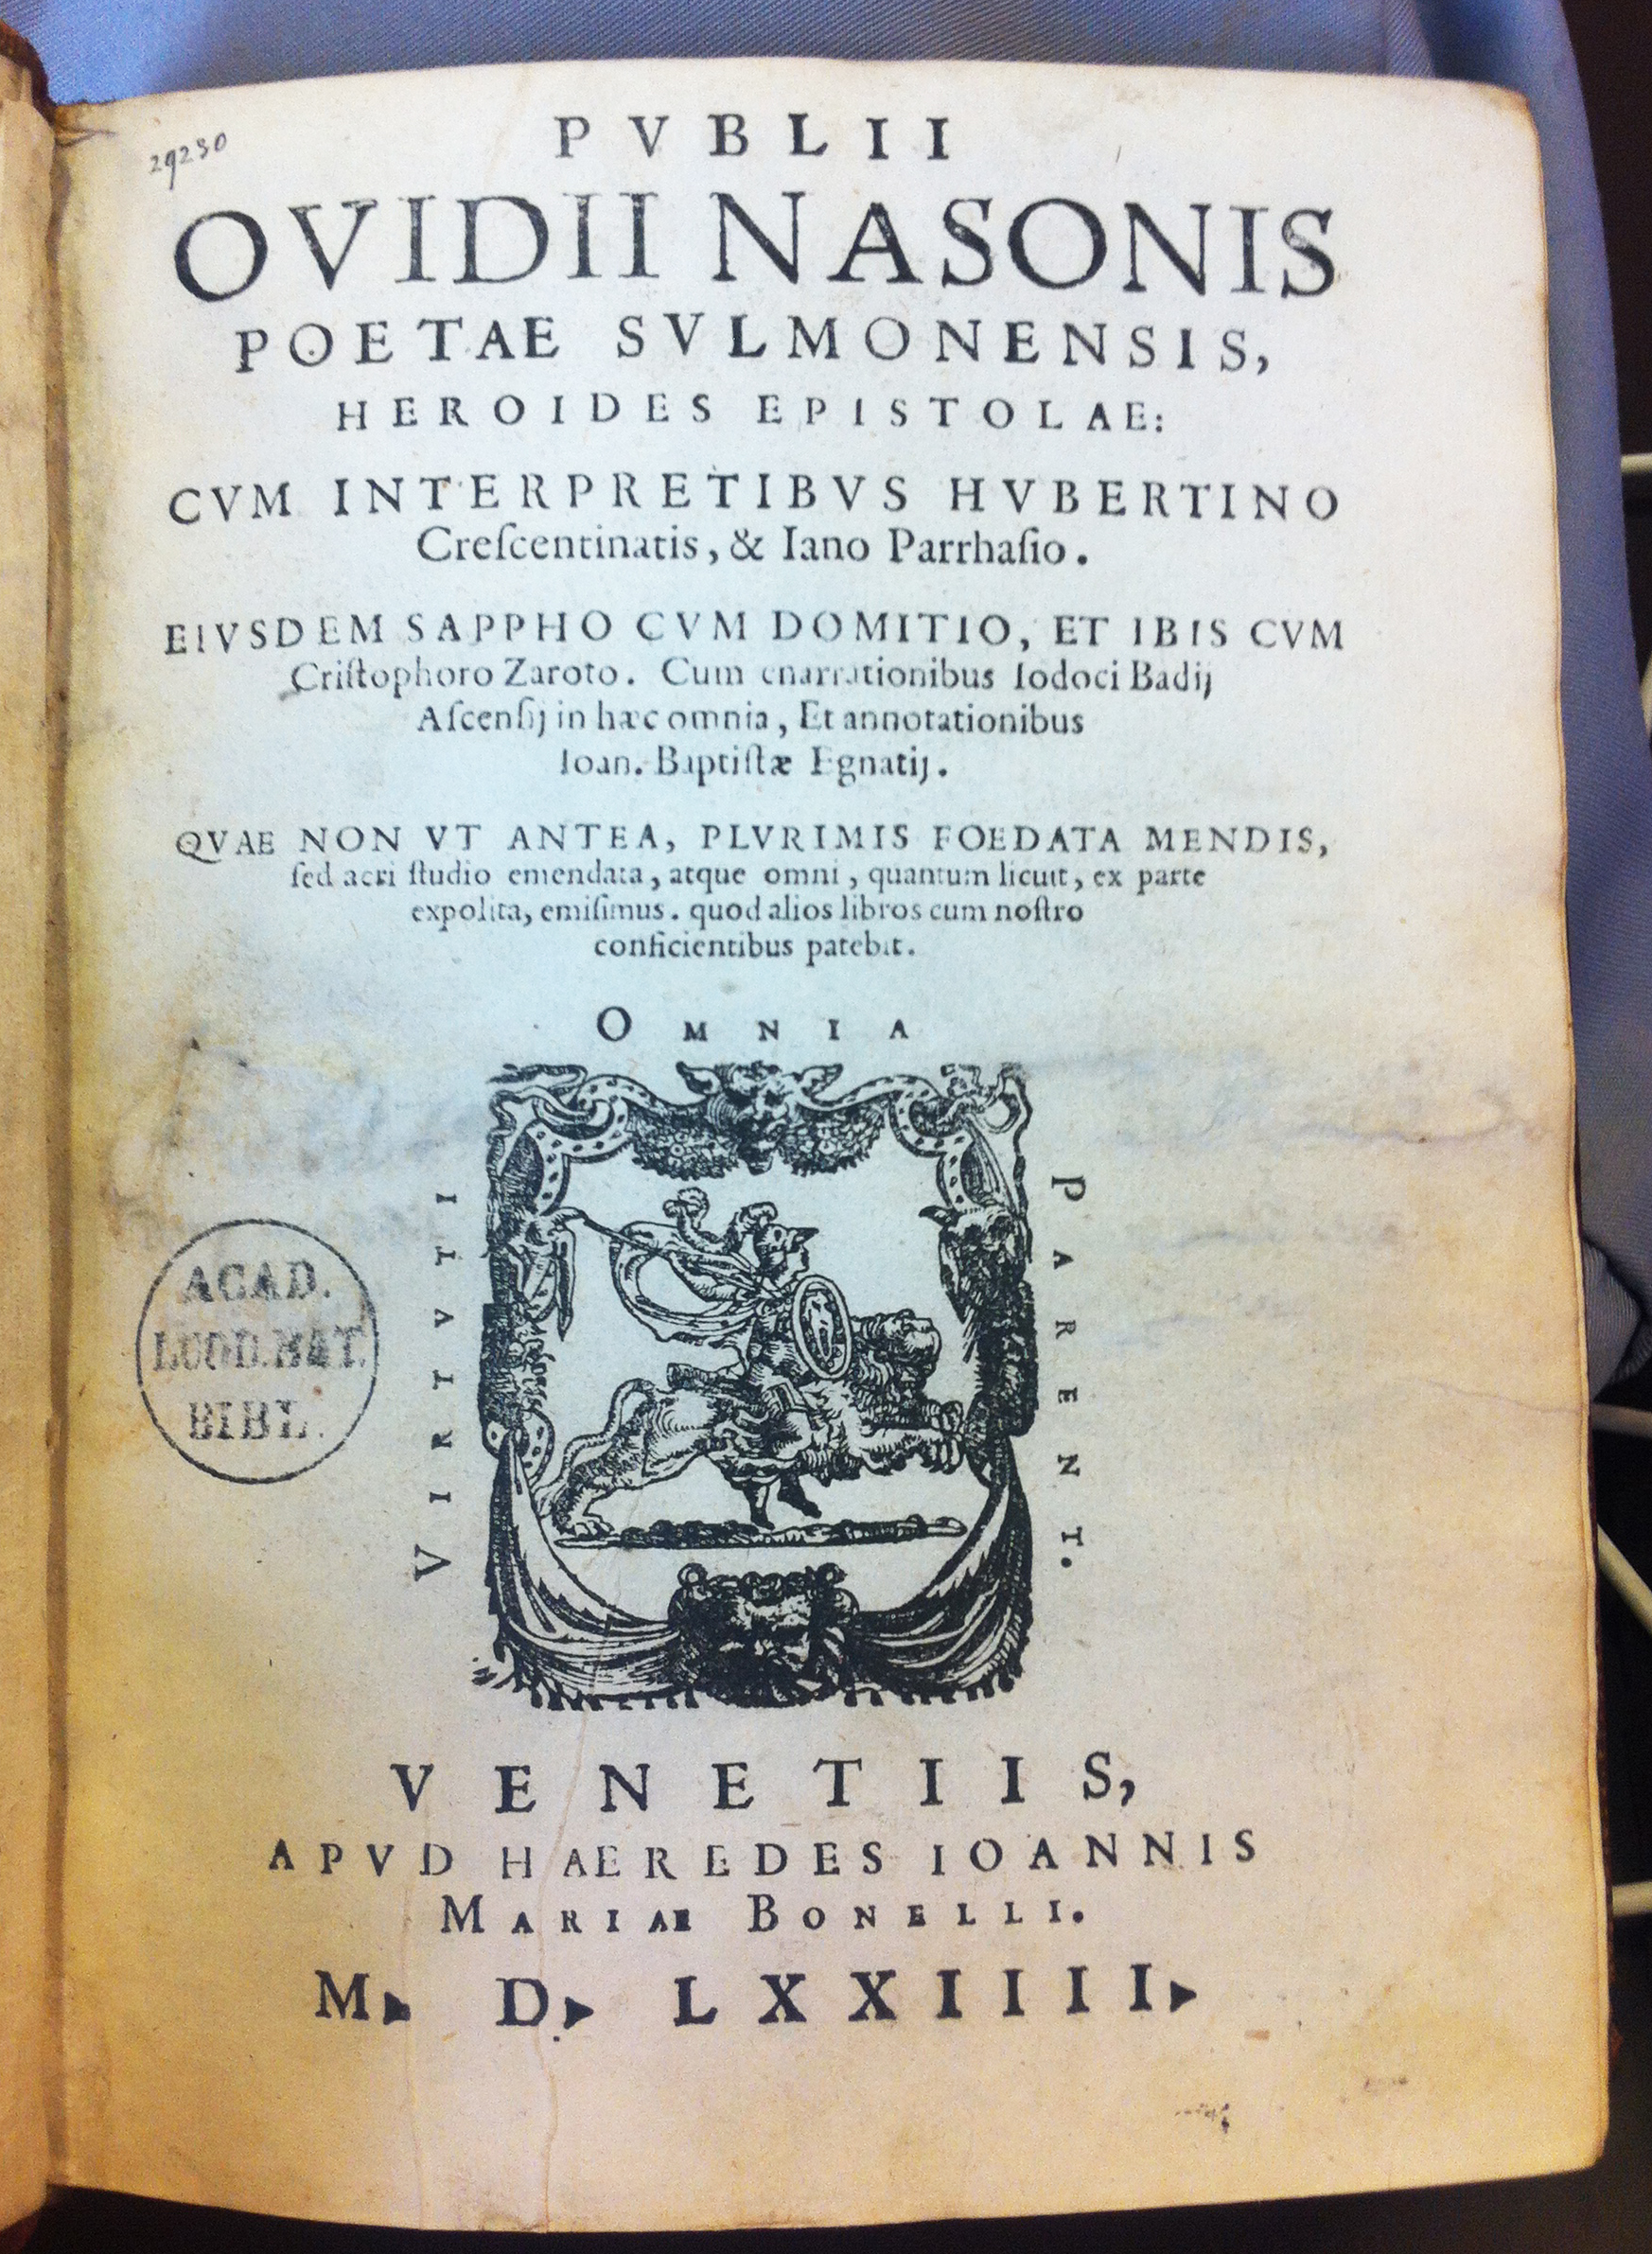 29230
PVBLII
OVIDII NASONIS
POETAE SVLMONENSIS,
HEROIDES EPISTOLAE:
CVM INTERPRETIBVS HVBERTINO
Creſcentinatis, & Iano Parrhaſio.
EIVSDEM SAPPHO CVM DOMITIO, ET IBIS CVM
Criſtophoro Zaroto. Cum enarrationibus Iodoci Badij
Aſcenſij in hæc omnia, Et annotationibus
Ioan. Baptiſtæ Egnatij.
QVAE NON VT ANTEA, PLVRIMIS FOEDATA MENDIS,
ſed acri ſtudio emendata, atque omni, quantum licuit, ex parte
expolita, emiſimus. quod alios libros cum noſtro
conficientibus patebit.
OMNIA
VIRTVTI
PARENT.
ACAD.
LUGD.BAT.
BIBL.
VENETIIS,
APVD HAEREDES IOANNIS
MARIAE BONELLI.
M. D. LXXIIII.